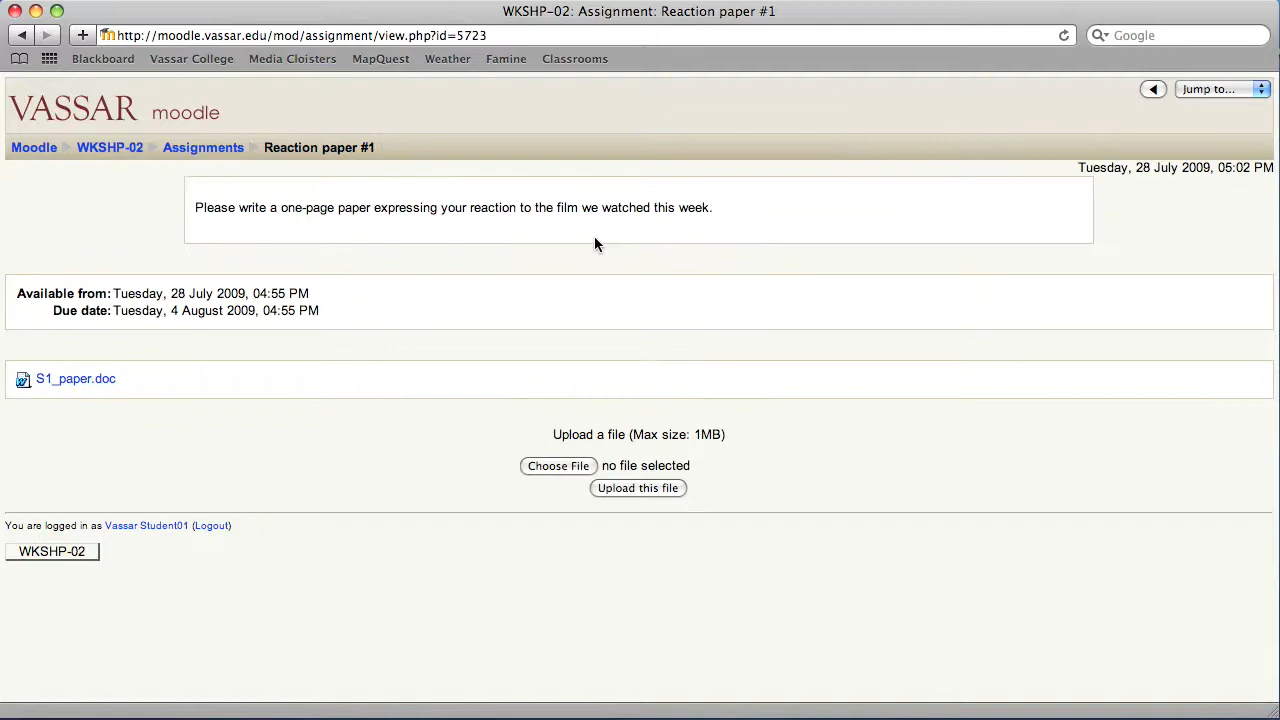 WKSHP-02: Assignment: Reaction paper #1
http://moodle.vassar.edu/mod/assignment/view.php?id=5723
Google
Blackboard Vassar College Media Cloisters MapQuest Weather Famine Classrooms
VASSAR moodle
Jump to...
Moodle WKSHP-02 Assignments Reaction paper #1
Tuesday, 28 July 2009, 05:02 PM
Please write a one-page paper expressing your reaction to the film we watched this week.
Available from: Tuesday, 28 July 2009, 04:55 PM
Due date: Tuesday, 4 August 2009, 04:55 PM
S1_paper.doc
Upload a file (Max size: 1MB)
Choose File no file selected
Upload this file
You are logged in as Vassar Student01 (Logout)
WKSHP-02